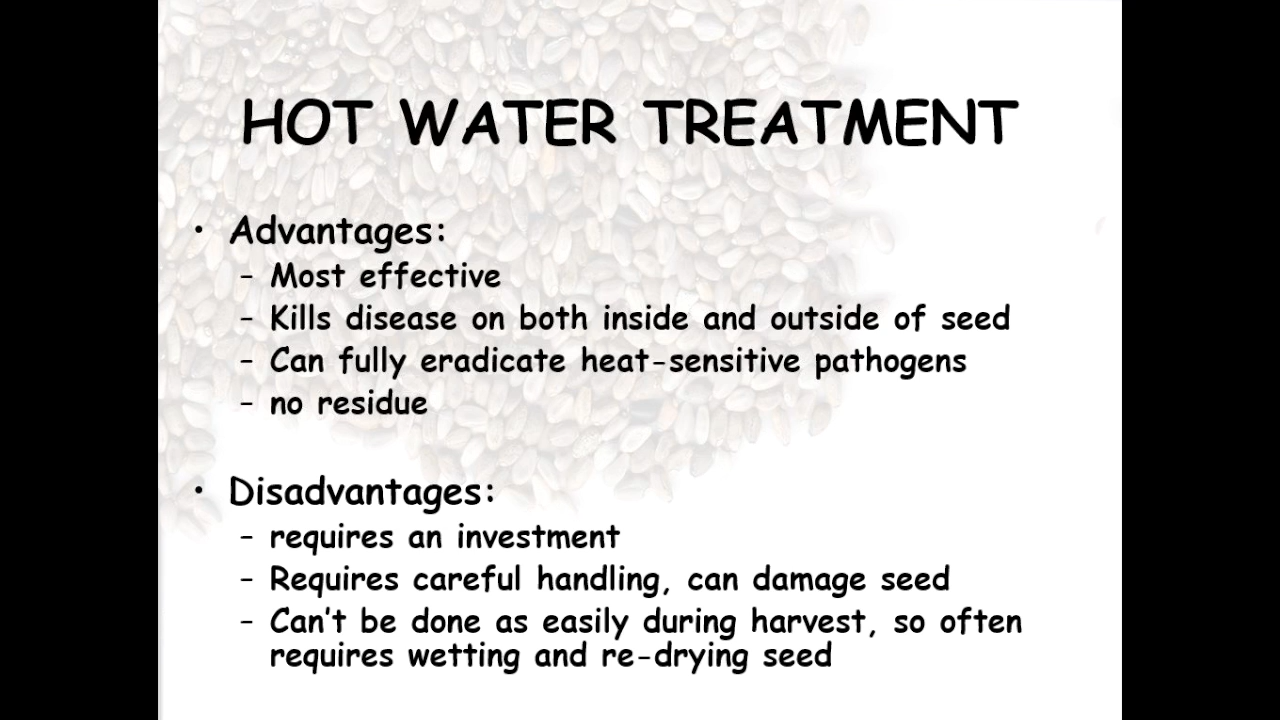 HOT WATER TREATMENT
• Advantages:
– Most effective
– Kills disease on both inside and outside of seed
– Can fully eradicate heat-sensitive pathogens
– no residue
• Disadvantages:
– requires an investment
– Requires careful handling, can damage seed
– Can't be done as easily during harvest, so often
requires wetting and re-drying seed